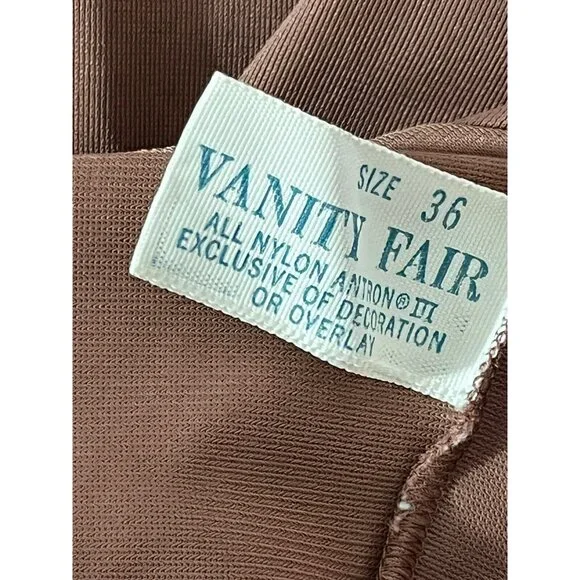 SIZE 36
VANITY FAIR
ALL NYLON ANTRON® III
EXCLUSIVE OF DECORATION
OR OVERLAY